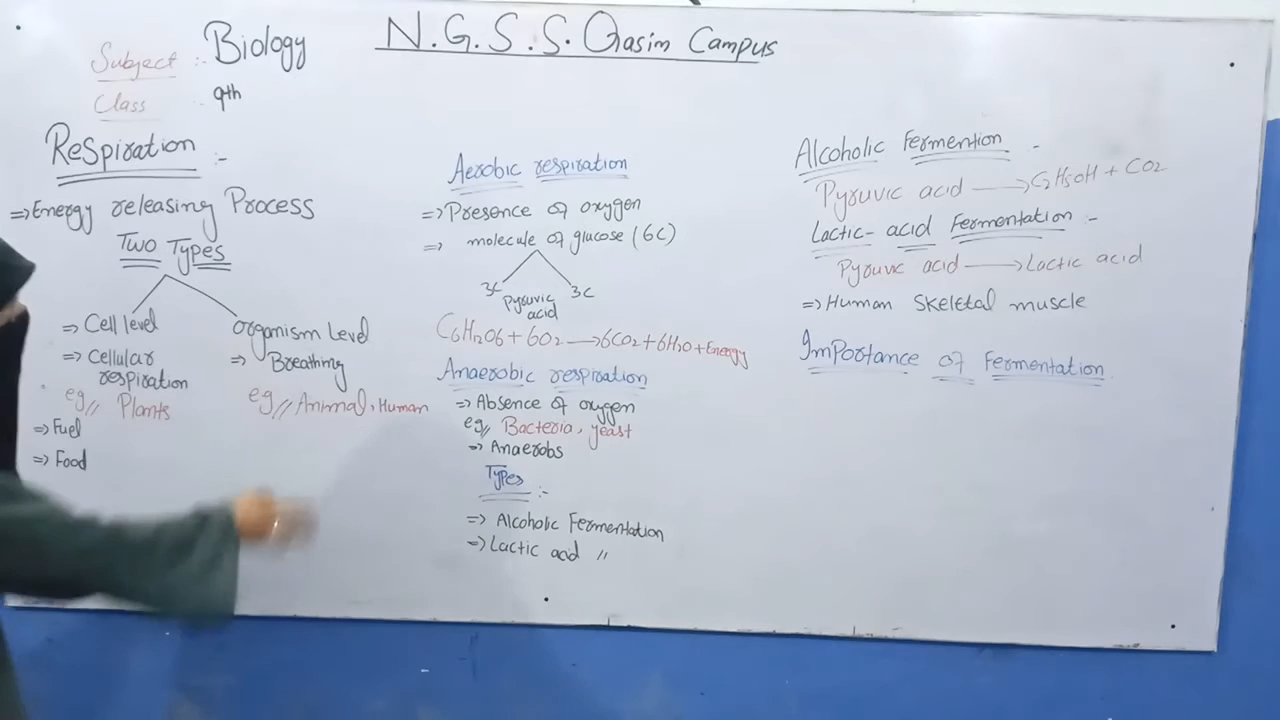 N.G.S.S. Qasim Campus
Subject :- Biology
Class 9th
Respiration :-
⇒ Energy releasing Process
Two Types
⇒ Cell level
⇒ Cellular
respiration
eg// Plants
⇒ Fuel
⇒ Food
Organism Level
⇒ Breathing
eg// Animal, Human
Aerobic respiration
⇒ Presence of oxygen
⇒ molecule of glucose (6C)
3C Pyruvic acid 3C
C6H2O6 + 6O2 → 6CO2 + 6H2O + Energy
Anaerobic respiration
⇒ Absence of oxygen
eg// Bacteria, yeast
⇒ Anaerobs
Types :-
⇒ Alcoholic Fermentation
⇒ Lactic acid //
Alcoholic Fermention -
Pyruvic acid → C2H5OH + CO2
Lactic-acid Fermentation :-
Pyruvic acid → Lactic acid
⇒ Human Skeletal muscle
Importance of Fermentation